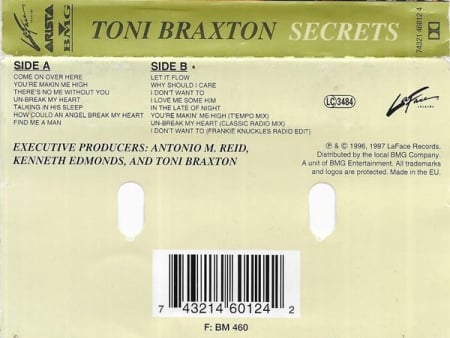 LaFace
RECORDS
ARISTA
BMG
TONI BRAXTON SECRETS
74321 46012 4
SIDE A
COME ON OVER HERE
YOU'RE MAKIN ME HIGH
THERE'S NO ME WITHOUT YOU
UN-BREAK MY HEART
TALKING IN HIS SLEEP
HOW COULD AN ANGEL BREAK MY HEART
FIND ME A MAN
SIDE B •
LET IT FLOW
WHY SHOULD I CARE
I DON'T WANT TO
I LOVE ME SOME HIM
IN THE LATE OF NIGHT
YOU'RE MAKIN' ME-HIGH (T'EMPO MIX)
UN-BREAK MY HEART (CLASSIC RADIO MIX)
I DON'T WANT TO (FRANKIE KNUCKLES RADIO EDIT)
LC 3484
LaFace
RECORDS
EXECUTIVE PRODUCERS: ANTONIO M. REID,
KENNETH EDMONDS, AND TONI BRAXTON
℗ & © 1996, 1997 LaFace Records.
Distributed by the local BMG Company.
A unit of BMG Entertainment. All trademarks
and logos are protected. Made in the EU.
7 43214 60124 2
F: BM 460